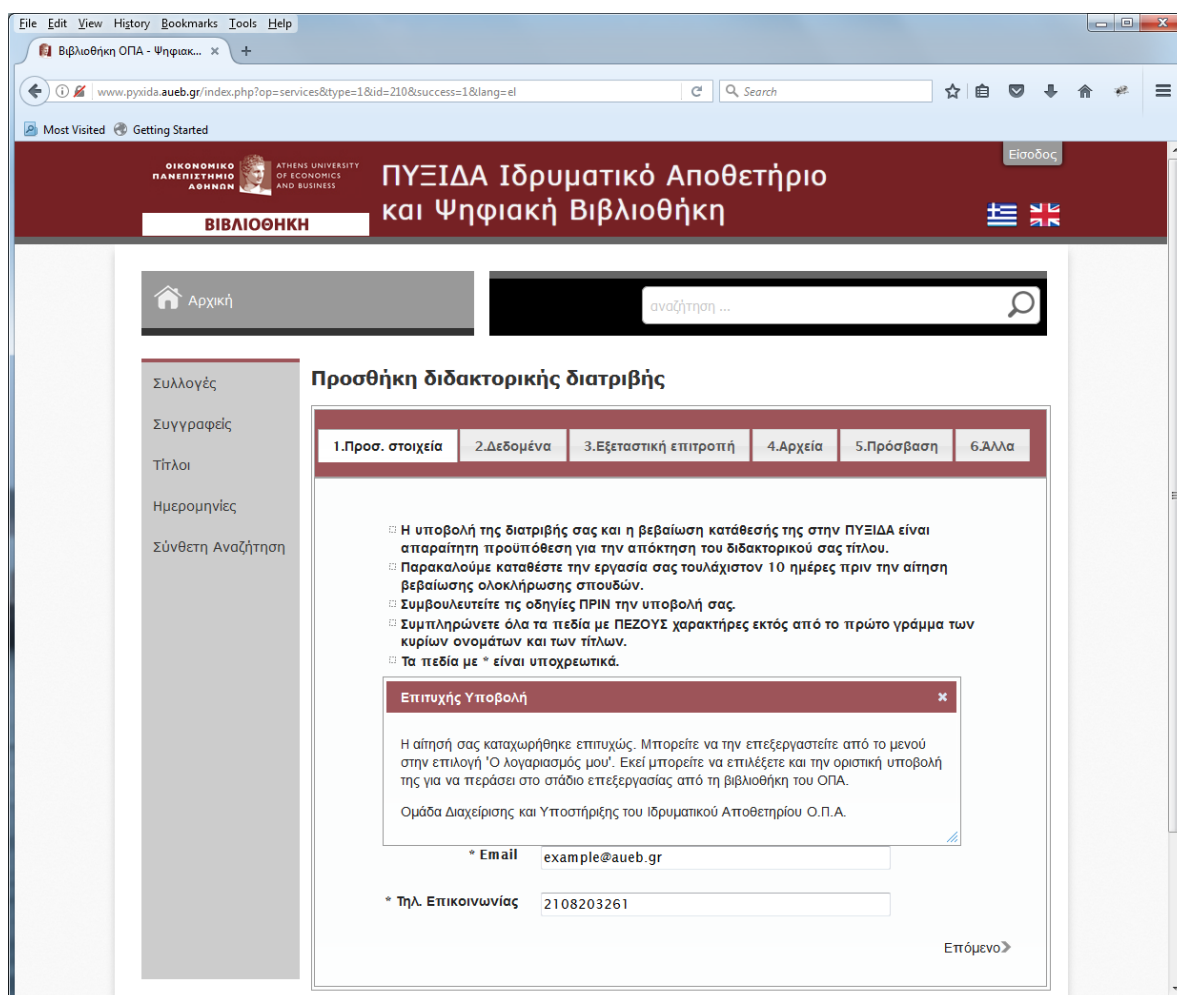 File Edit View History Bookmarks Tools Help
Βιβλιοθήκη ΟΠΑ - Ψηφιακ...
www.pyxida.aueb.gr/index.php?op=services&type=1&id=210&success=1&lang=el
Search
Most Visited Getting Started
Είσοδος
ΟΙΚΟΝΟΜΙΚΟ
ΠΑΝΕΠΙΣΤΗΜΙΟ
ΑΘΗΝΩΝ
ATHENS UNIVERSITY
OF ECONOMICS
AND BUSINESS
ΒΙΒΛΙΟΘΗΚΗ
ΠΥΞΙΔΑ Ιδρυματικό Αποθετήριο
και Ψηφιακή Βιβλιοθήκη
Αρχική
αναζήτηση ...
Συλλογές
Συγγραφείς
Τίτλοι
Ημερομηνίες
Σύνθετη Αναζήτηση
Προσθήκη διδακτορικής διατριβής
1.Προσ. στοιχεία 2.Δεδομένα 3.Εξεταστική επιτροπή 4.Αρχεία 5.Πρόσβαση 6.Άλλα
Η υποβολή της διατριβής σας και η βεβαίωση κατάθεσής της στην ΠΥΞΙΔΑ είναι
απαραίτητη προϋπόθεση για την απόκτηση του διδακτορικού σας τίτλου.
Παρακαλούμε καταθέστε την εργασία σας τουλάχιστον 10 ημέρες πριν την αίτηση
βεβαίωσης ολοκλήρωσης σπουδών.
Συμβουλευτείτε τις οδηγίες ΠΡΙΝ την υποβολή σας.
Συμπληρώνετε όλα τα πεδία με ΠΕΖΟΥΣ χαρακτήρες εκτός από το πρώτο γράμμα των
κυρίων ονομάτων και των τίτλων.
Τα πεδία με * είναι υποχρεωτικά.
Επιτυχής Υποβολή
Η αίτησή σας καταχωρήθηκε επιτυχώς. Μπορείτε να την επεξεργαστείτε από το μενού
στην επιλογή 'Ο λογαριασμός μου'. Εκεί μπορείτε να επιλέξετε και την οριστική υποβολή
της για να περάσει στο στάδιο επεξεργασίας από τη βιβλιοθήκη του ΟΠΑ.
Ομάδα Διαχείρισης και Υποστήριξης του Ιδρυματικού Αποθετηρίου Ο.Π.Α.
* Email example@aueb.gr
* Τηλ. Επικοινωνίας 2108203261
Επόμενο